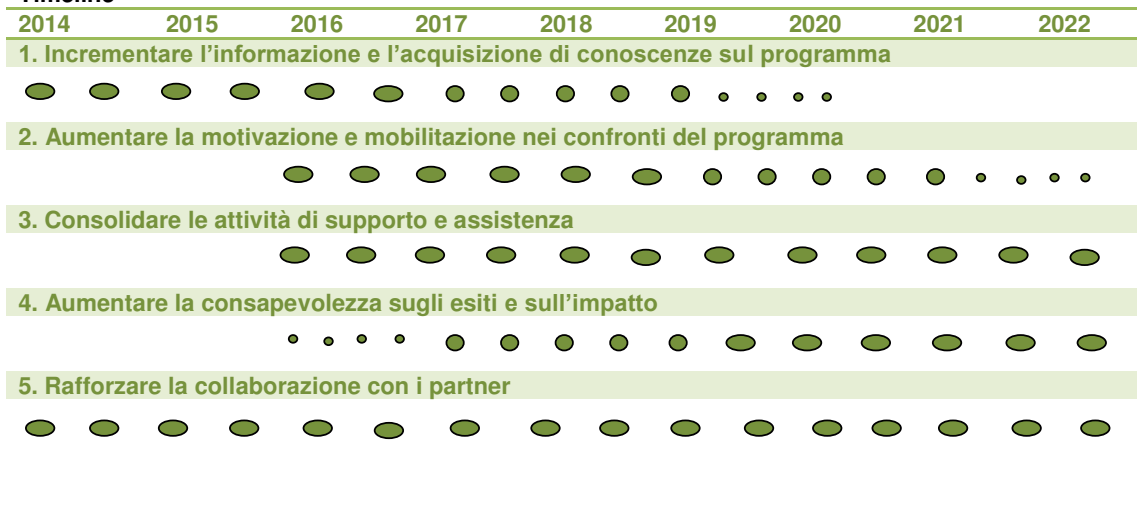 Timeline
2014 2015 2016 2017 2018 2019 2020 2021 2022
1. Incrementare l’informazione e l’acquisizione di conoscenze sul programma
2. Aumentare la motivazione e mobilitazione nei confronti del programma
3. Consolidare le attività di supporto e assistenza
4. Aumentare la consapevolezza sugli esiti e sull’impatto
5. Rafforzare la collaborazione con i partner